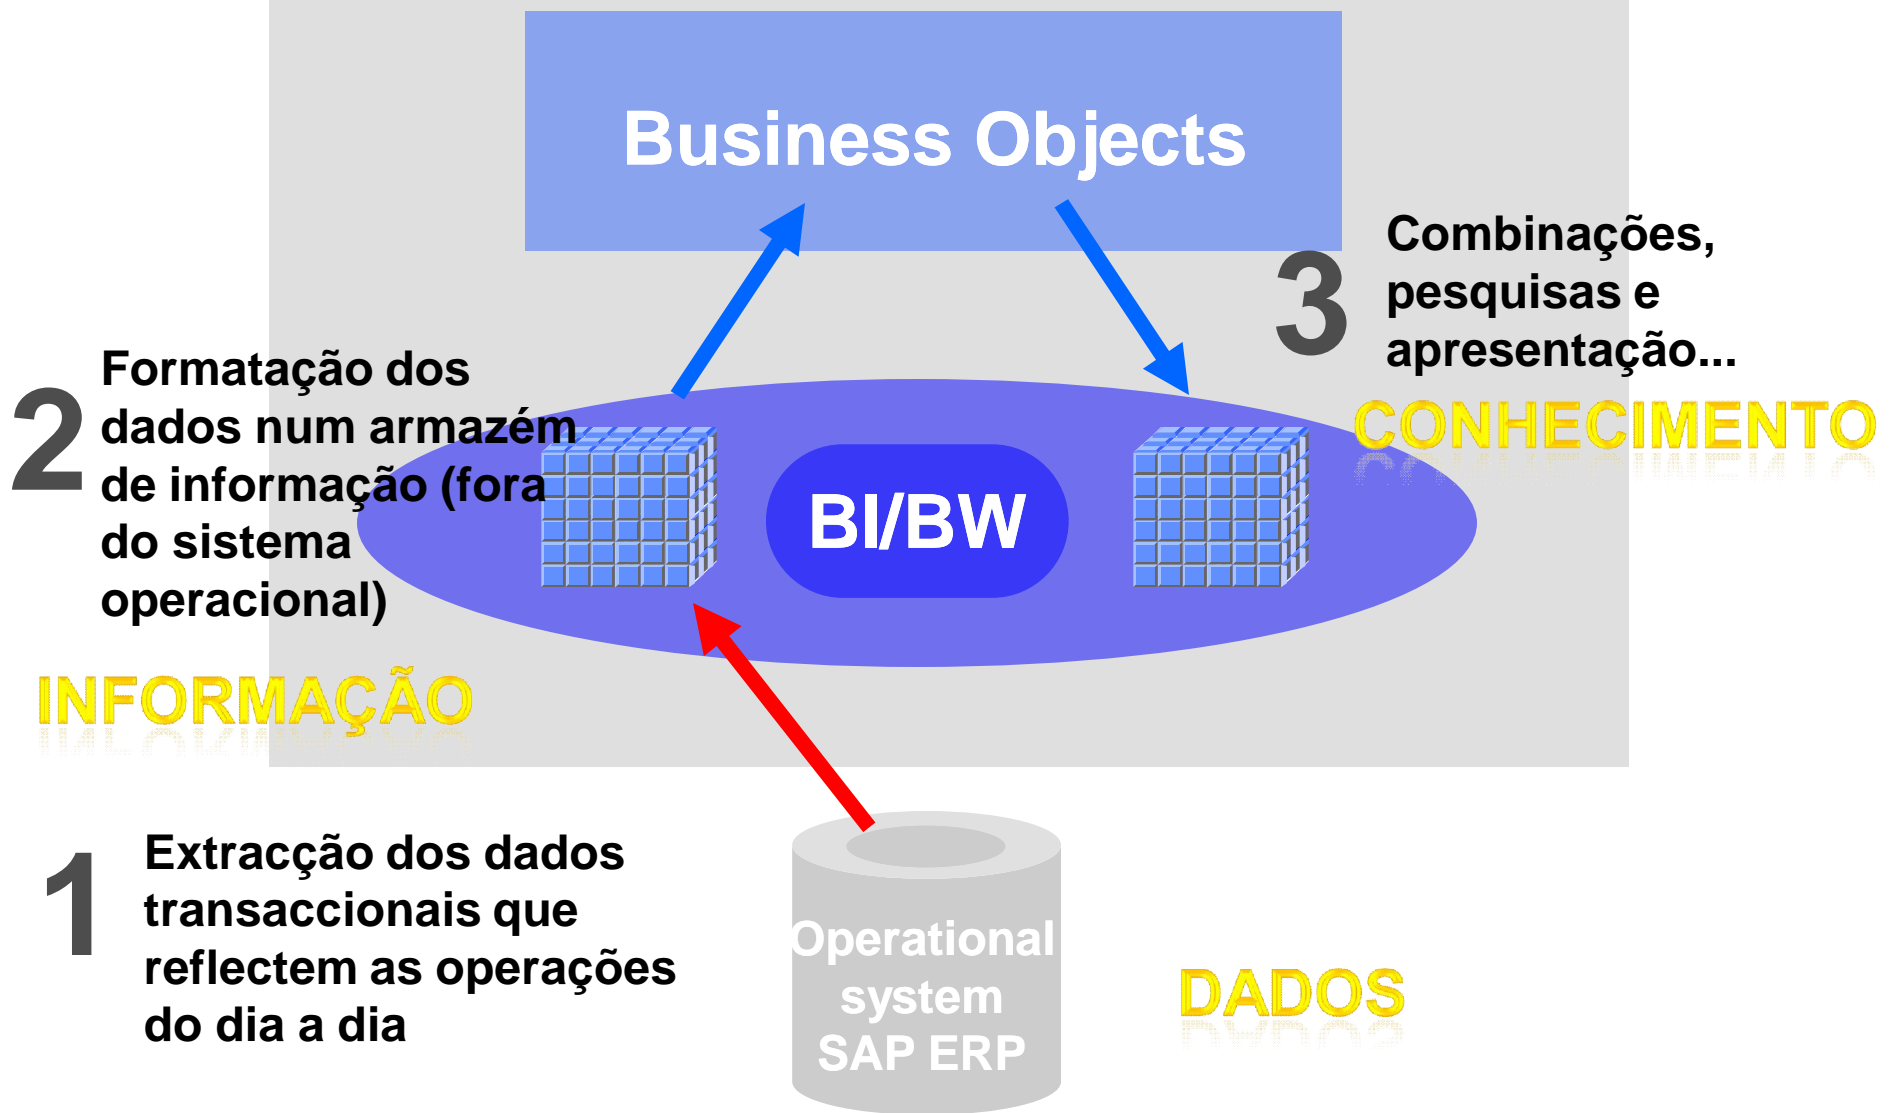 Business Objects
3
Combinações,
pesquisas e
apresentação...
CONHECIMENTO
2
Formatação dos
dados num armazém
de informação (fora
do sistema
operacional)
BI/BW
INFORMAÇÃO
1
Extracção dos dados
transaccionais que
reflectem as operações
do dia a dia
Operational
system
SAP ERP
DADOS